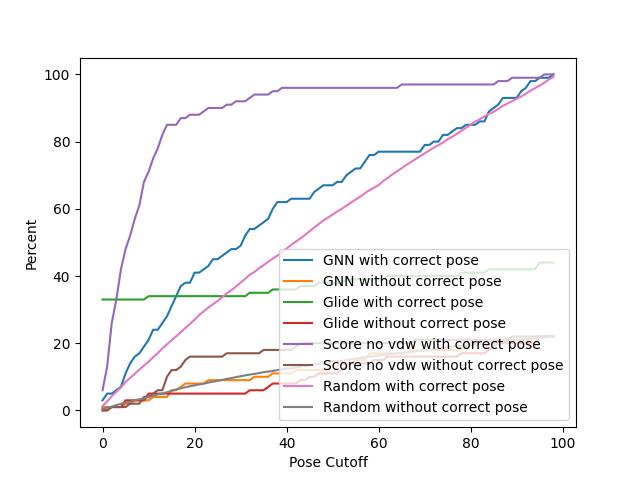 100
80
60
40
20
0
Percent
GNN with correct pose
GNN without correct pose
Glide with correct pose
Glide without correct pose
Score no vdw with correct pose
Score no vdw without correct pose
Random with correct pose
Random without correct pose
0 20 40 60 80 100
Pose Cutoff